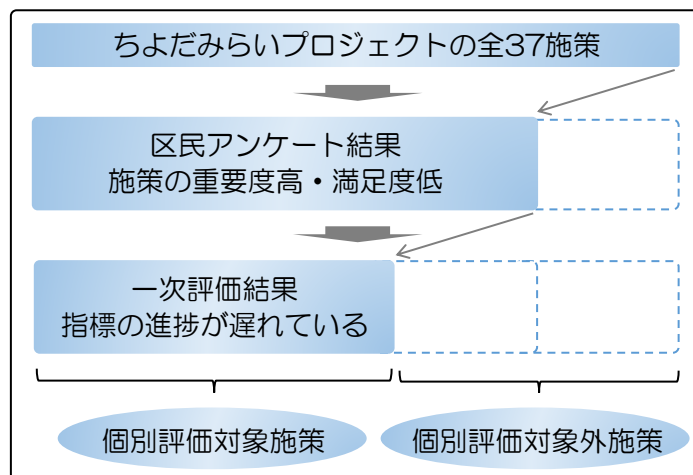 ちよだみらいプロジェクトの全37施策
区民アンケート結果
施策の重要度高・満足度低
一次評価結果
指標の進捗が遅れている
個別評価対象施策
個別評価対象外施策